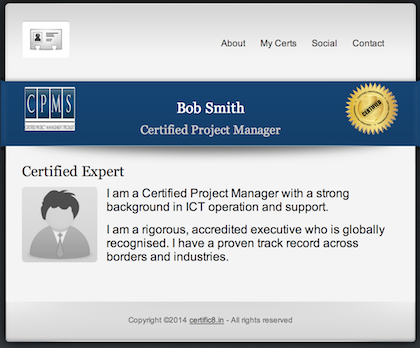 About My Certs Social Contact
CPMS
Bob Smith
Certified Project Manager
CERTIFIED
Certified Expert
I am a Certified Project Manager with a strong
background in ICT operation and support.
I am a rigorous, accredited executive who is globally
recognised. I have a proven track record across
borders and industries.
Copyright ©2014 certific8.in - All rights reserved